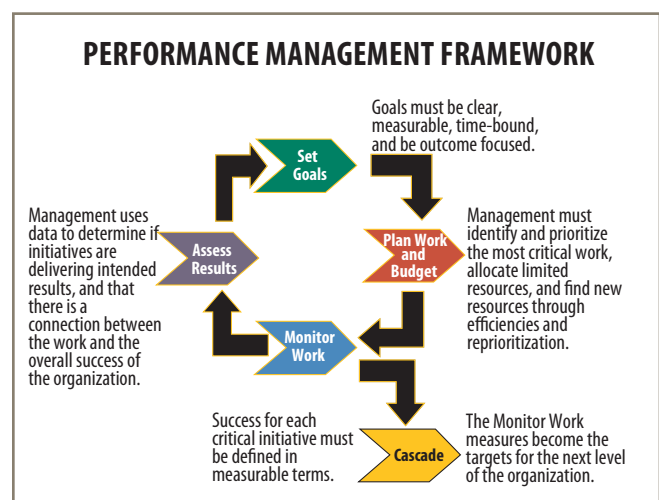 PERFORMANCE MANAGEMENT FRAMEWORK
Goals must be clear,
measurable, time-bound,
and be outcome focused.
Set
Goals
Management uses
data to determine if
initiatives are
delivering intended
results, and that
there is a
connection between
the work and the
overall success of
the organization.
Assess
Results
Plan Work
and
Budget
Management must
identify and prioritize
the most critical work,
allocate limited
resources, and find new
resources through
efficiencies and
reprioritization.
Monitor
Work
Success for each
critical initiative must
be defined in
measurable terms.
Cascade
The Monitor Work
measures become the
targets for the next level
of the organization.